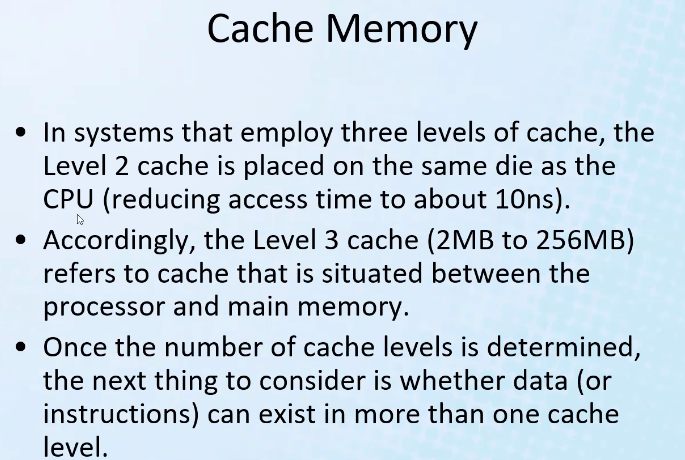 Cache Memory
• In systems that employ three levels of cache, the
Level 2 cache is placed on the same die as the
CPU (reducing access time to about 10ns).
• Accordingly, the Level 3 cache (2MB to 256MB)
refers to cache that is situated between the
processor and main memory.
• Once the number of cache levels is determined,
the next thing to consider is whether data (or
instructions) can exist in more than one cache
level.